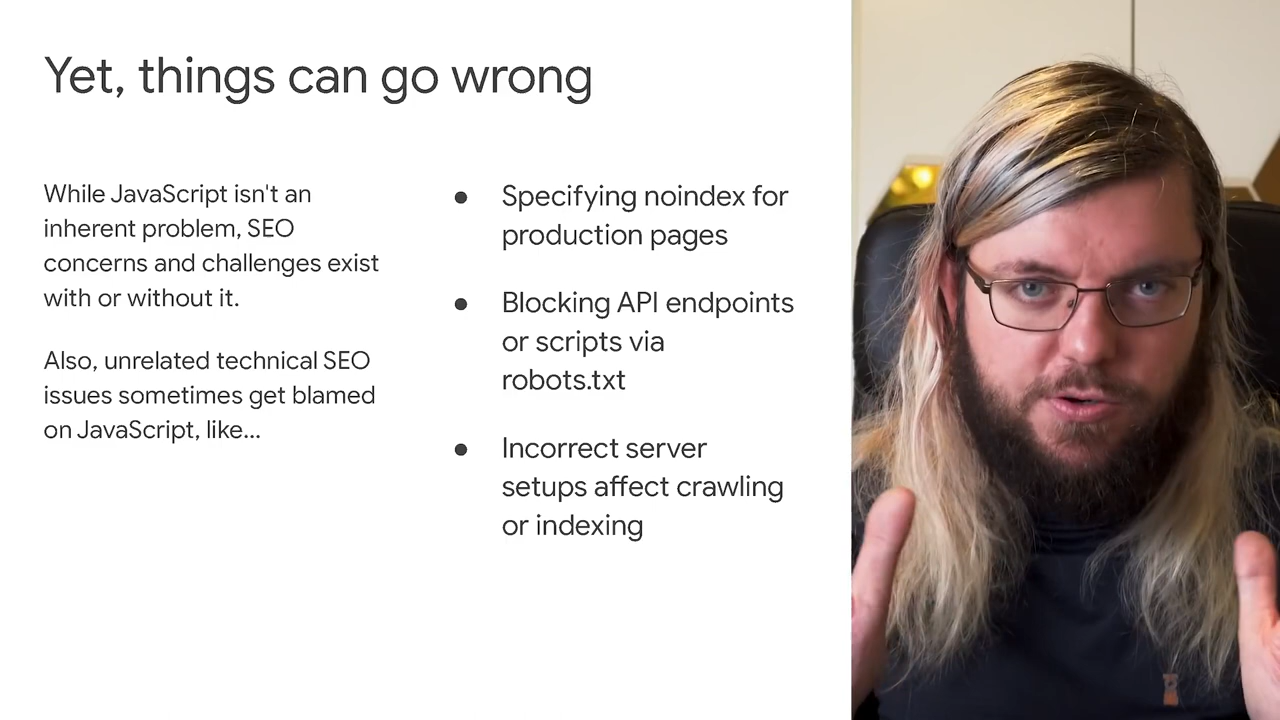 Yet, things can go wrong
While JavaScript isn't an
inherent problem, SEO
concerns and challenges exist
with or without it.
Also, unrelated technical SEO
issues sometimes get blamed
on JavaScript, like...
● Specifying noindex for
production pages
● Blocking API endpoints
or scripts via
robots.txt
● Incorrect server
setups affect crawling
or indexing